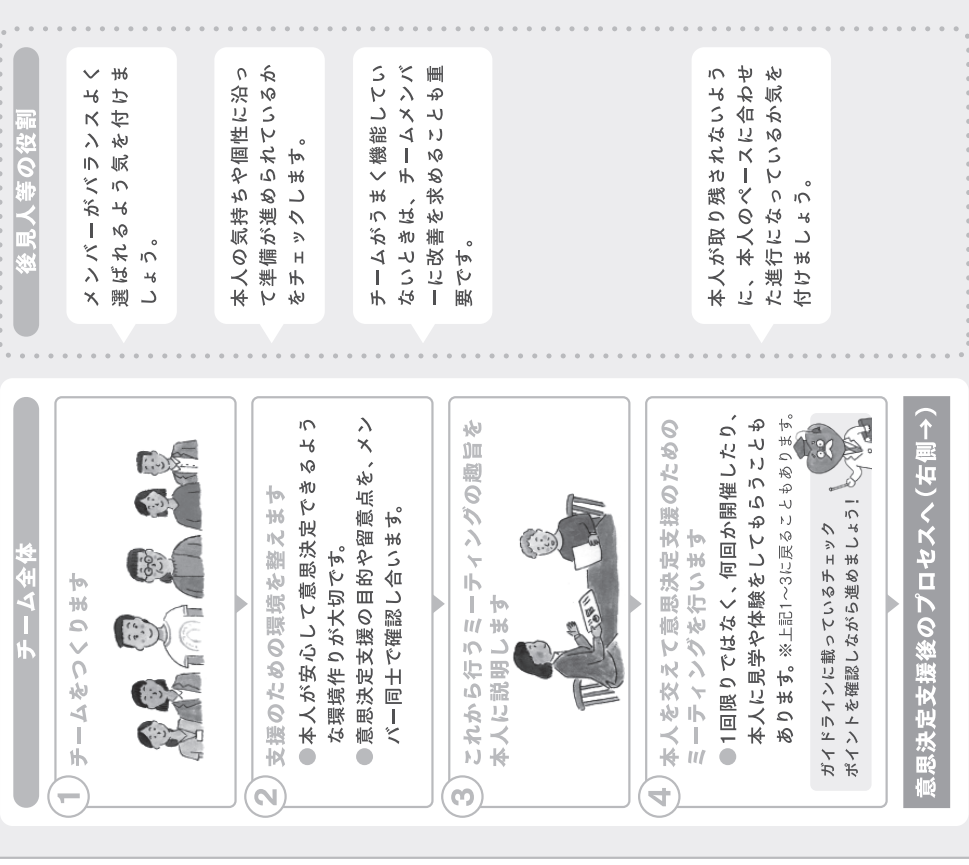 チーム全体
1
チームをつくります
2
支援のための環境を整えます
●本人が安心して意思決定できるよう
な環境作りが大切です。
●意思決定支援の目的や留意点を、メン
バー同士で確認し合います。
3
これから行うミーティングの趣旨を
本人に説明します
4
本人を交えて意思決定支援のための
ミーティングを行います
●1回限りではなく、何回か開催したり、
本人に見学や体験をしてもらうことも
あります。※上記1〜3に戻ることもあります。
ガイドラインに載っているチェック
ポイントを確認しながら進めましょう！
意思決定支援後のプロセスへ（右側→）
後見人等の役割
メンバーがバランスよく
選ばれるよう気を付けま
しょう。
本人の気持ちや個性に沿っ
て準備が進められているか
をチェックします。
チームがうまく機能してい
ないときは、チームメンバ
ーに改善を求めることも重
要です。
本人が取り残されないよう
に、本人のペースに合わせ
た進行になっているか気を
付けましょう。